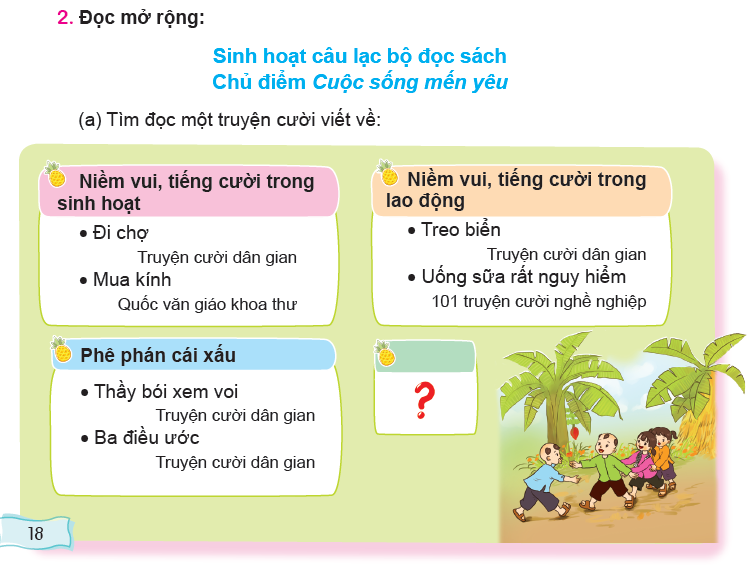 2. Đọc mở rộng:
Sinh hoạt câu lạc bộ đọc sách
Chủ điểm Cuộc sống mến yêu
(a) Tìm đọc một truyện cười viết về:
Niềm vui, tiếng cười trong
sinh hoạt
• Đi chợ
Truyện cười dân gian
• Mua kính
Quốc văn giáo khoa thư
Niềm vui, tiếng cười trong
lao động
• Treo biển
Truyện cười dân gian
• Uống sữa rất nguy hiểm
101 truyện cười nghề nghiệp
Phê phán cái xấu
• Thầy bói xem voi
Truyện cười dân gian
• Ba điều ước
Truyện cười dân gian
?
18